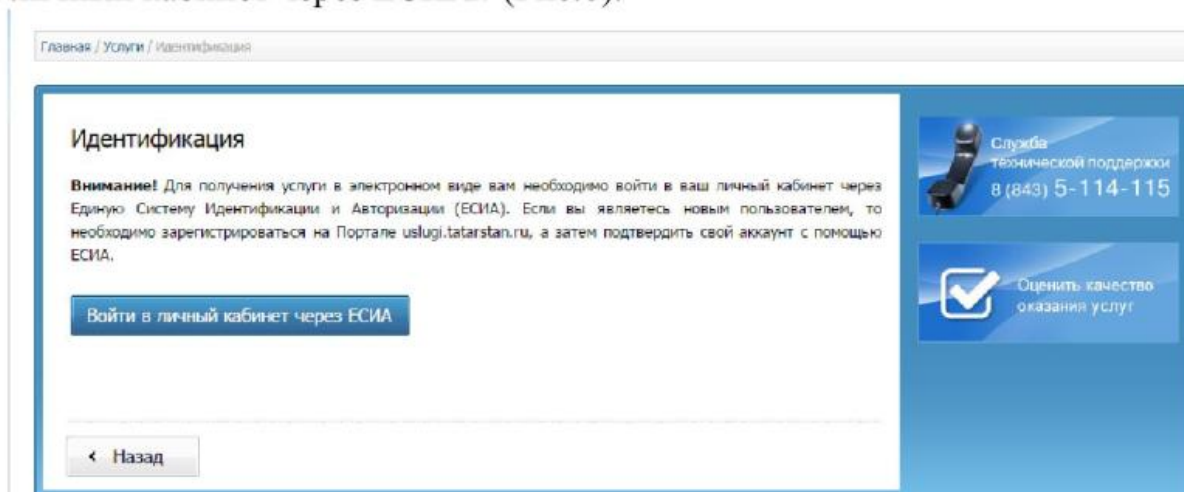 кабинет через
Главная / Услуги / Идентификация
Идентификация
Внимание! Для получения услуги в электронном виде вам необходимо войти в ваш личный кабинет через
Единую Систему Идентификации и Авторизации (ЕСИА). Если вы являетесь новым пользователем, то
необходимо зарегистрироваться на Портале uslugi.tatarstan.ru, а затем подтвердить свой аккаунт с помощью
ЕСИА.
Войти в личный кабинет через ЕСИА
Назад
Служба
технической поддержки
8 (843) 5-114-115
Оценить качество
оказания услуг